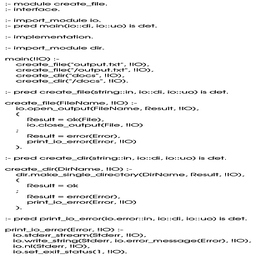 :- module create_file.
:- interface.
:- import_module io.
:- pred main(io::di, io::uo) is det.
:- implementation.
:- import_module dir.
main(!IO) :-
create_file("output.txt", !IO),
create_file("/output.txt", !IO),
create_dir("docs", !IO),
create_dir("/docs", !IO).
:- pred create_file(string::in, io::di, io::uo) is det.
create_file(FileName, !IO) :-
io.open_output(FileName, Result, !IO),
(
Result = ok(File),
io.close_output(File, !IO)
;
Result = error(Error),
print_io_error(Error, !IO)
).
:- pred create_dir(string::in, io::di, io::uo) is det.
create_dir(DirName, !IO) :-
dir.make_single_directory(DirName, Result, !IO),
(
Result = ok
;
Result = error(Error),
print_io_error(Error, !IO)
).
:- pred print_io_error(io.error::in, io::di, io::uo) is det.
print_io_error(Error, !IO) :-
io.stderr_stream(Stderr, !IO),
io.write_string(Stderr, io.error_message(Error), !IO),
io.nl(Stderr, !IO),
io.set_exit_status(1, !IO).